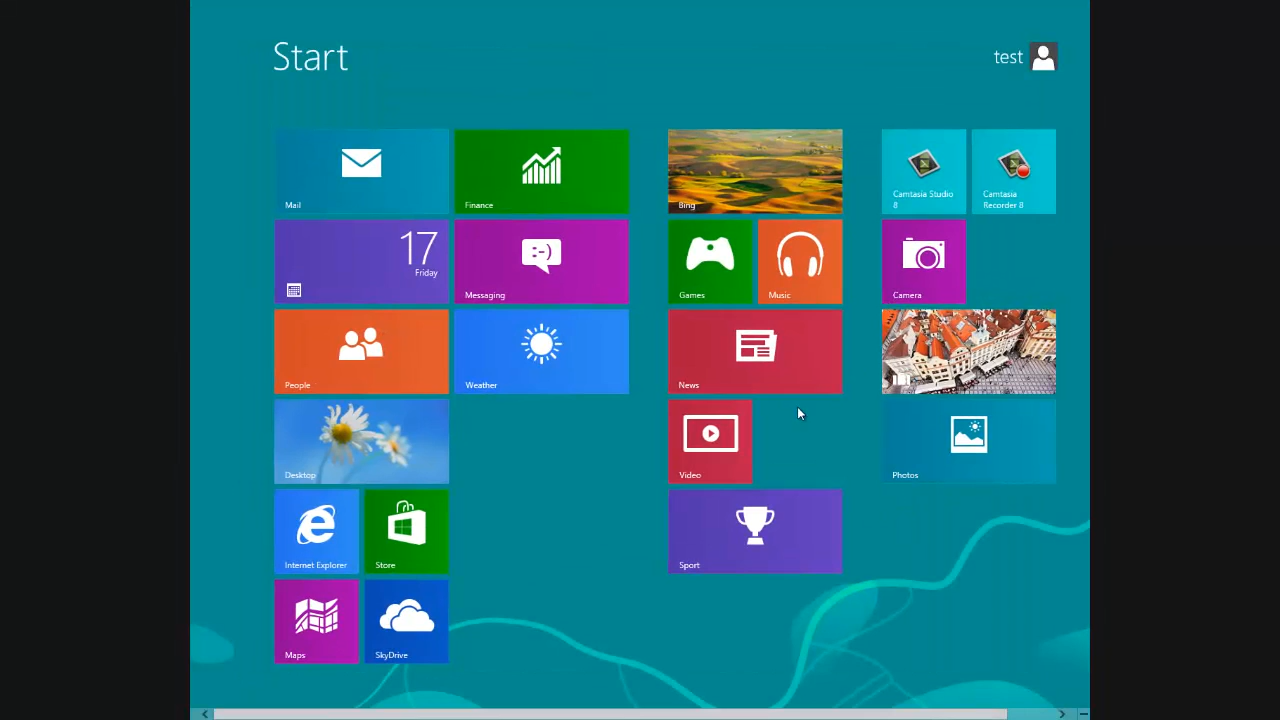 Start
test
Mail
Finance
Bing
Camtasia Studio
8
Camtasia
Recorder 8
17
Friday
:-)
Messaging
Games
Music
Camera
People
Weather
News
Desktop
Video
Photos
Internet Explorer
Store
Sport
Maps
SkyDrive